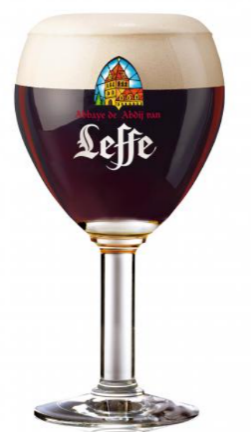 Abbaye de • Abdij van
Leffe